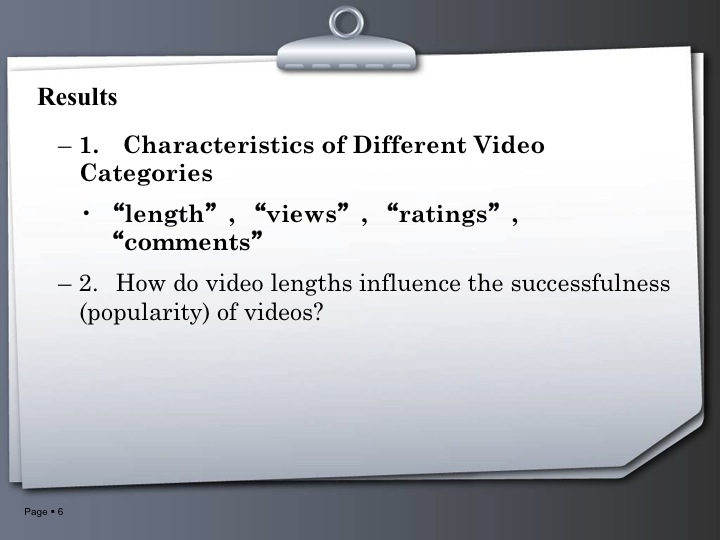 Results
– 1. Characteristics of Different Video
Categories
• “length”, “views”, “ratings”,
“comments”
– 2. How do video lengths influence the successfulness
(popularity) of videos?
Page • 6